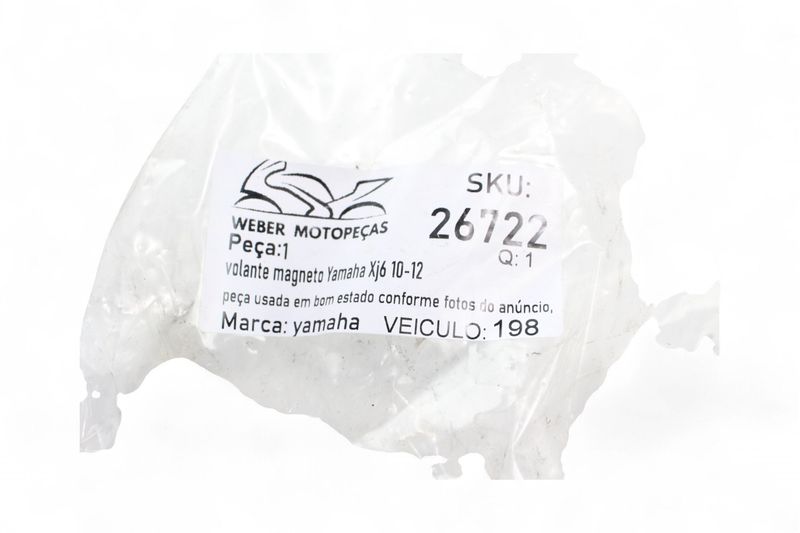 WEBER MOTOPEÇAS
SKU:
26722
Q: 1
Peça:1
volante magneto Yamaha Xj6 10-12
peça usada em bom estado conforme fotos do anúncio,
Marca: yamaha VEICULO: 198